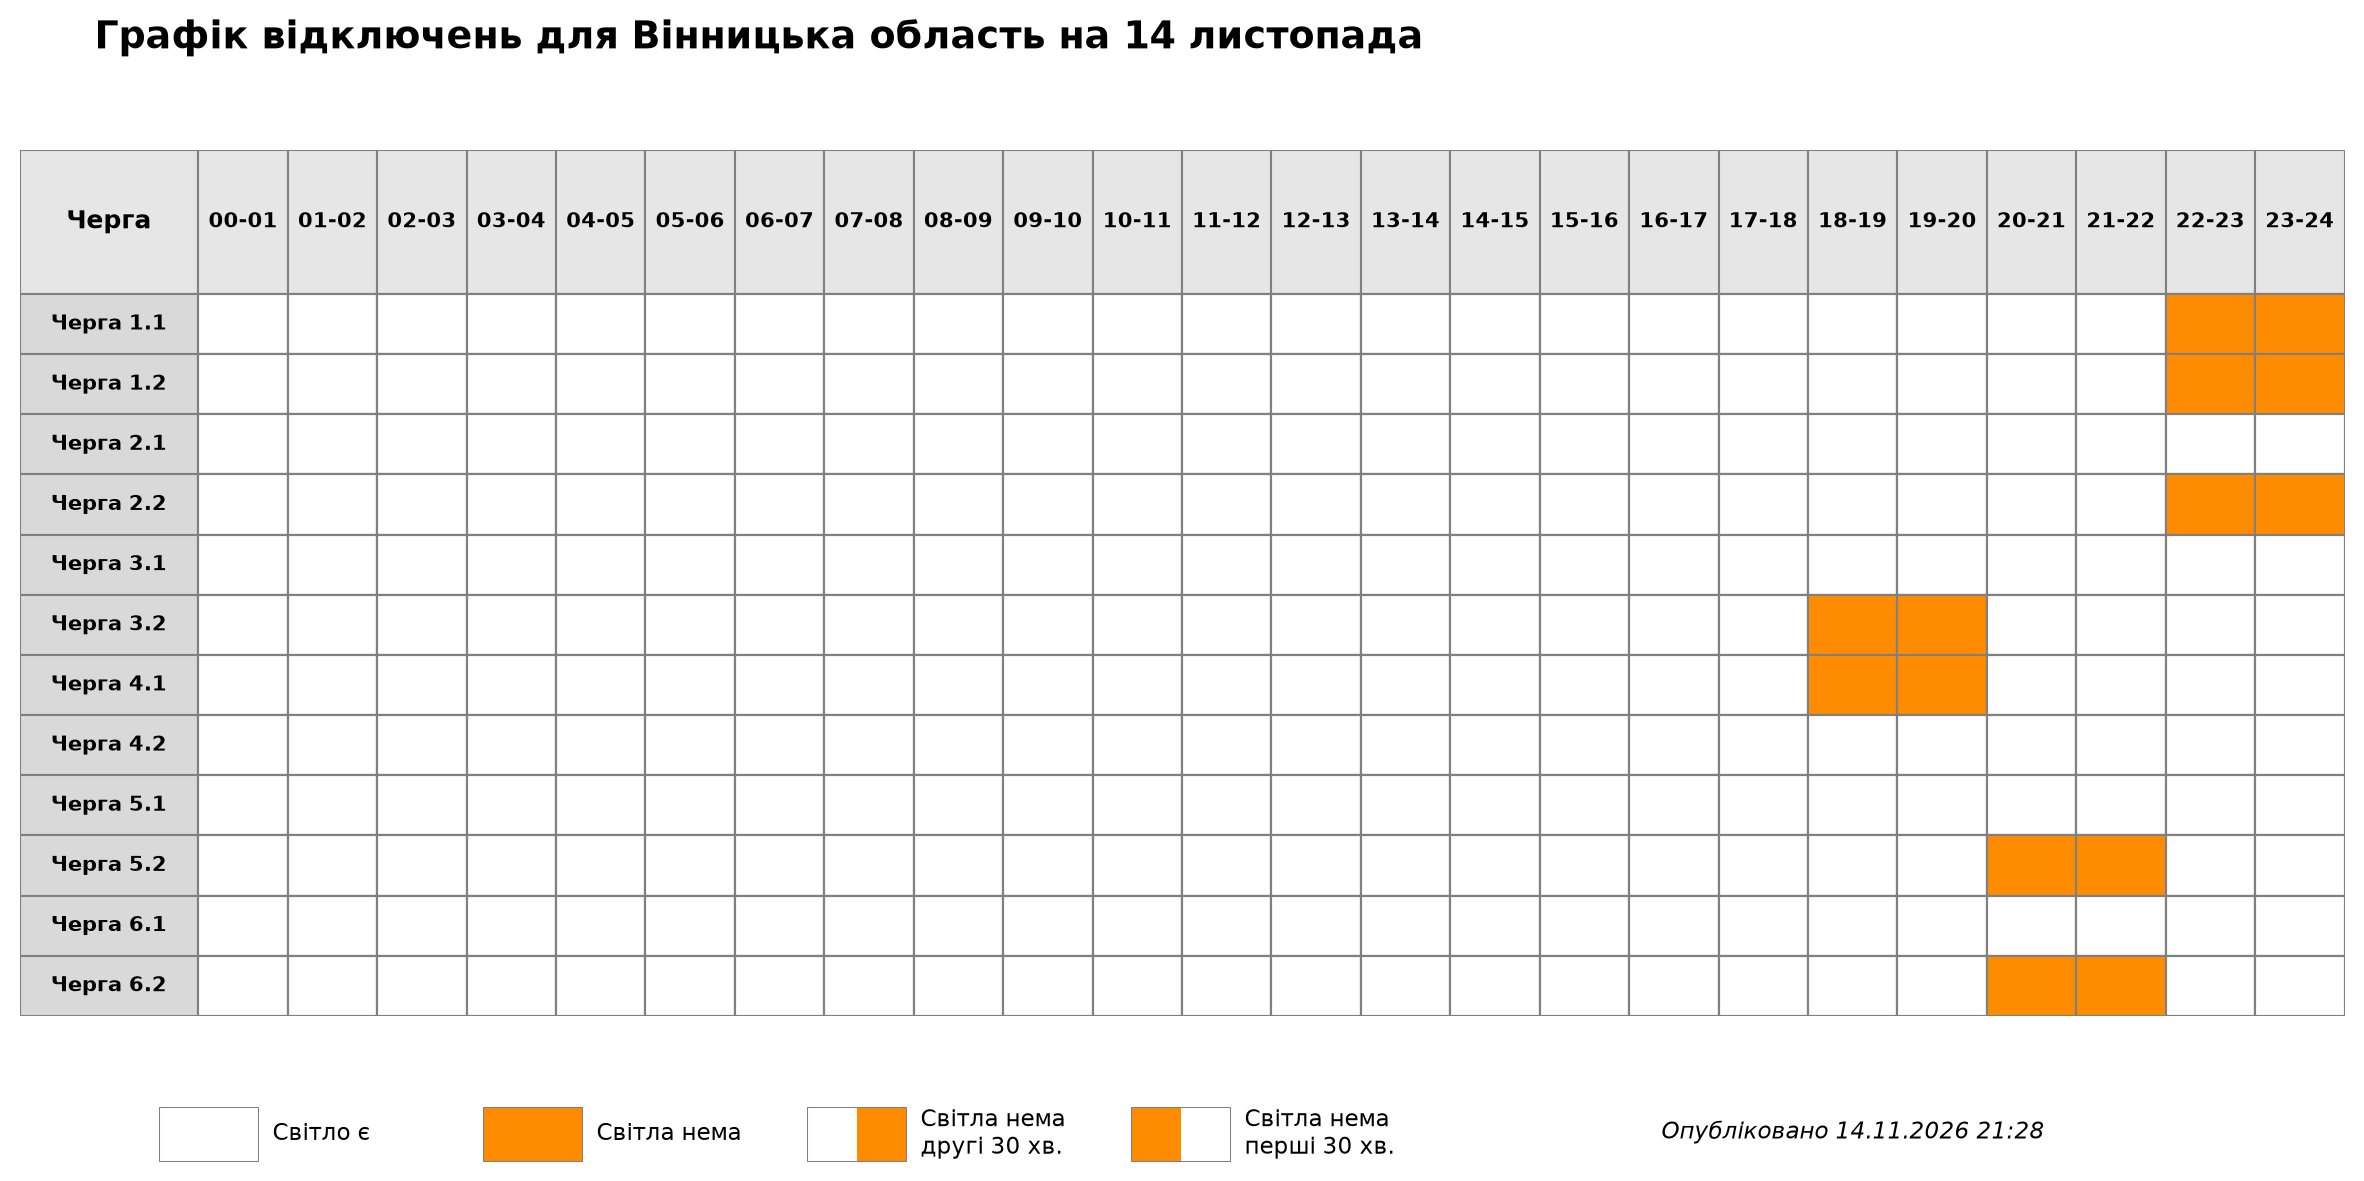 Графік відключень для Вінницька область на 14 листопада
Черга 00-01 01-02 02-03 03-04 04-05 05-06 06-07 07-08 08-09 09-10 10-11 11-12 12-13 13-14 14-15 15-16 16-17 17-18 18-19 19-20 20-21 21-22 22-23 23-24
Черга 1.1
Черга 1.2
Черга 2.1
Черга 2.2
Черга 3.1
Черга 3.2
Черга 4.1
Черга 4.2
Черга 5.1
Черга 5.2
Черга 6.1
Черга 6.2
Світло є
Світла нема
Світла нема
другі 30 хв.
Світла нема
перші 30 хв.
Опубліковано 14.11.2026 21:28